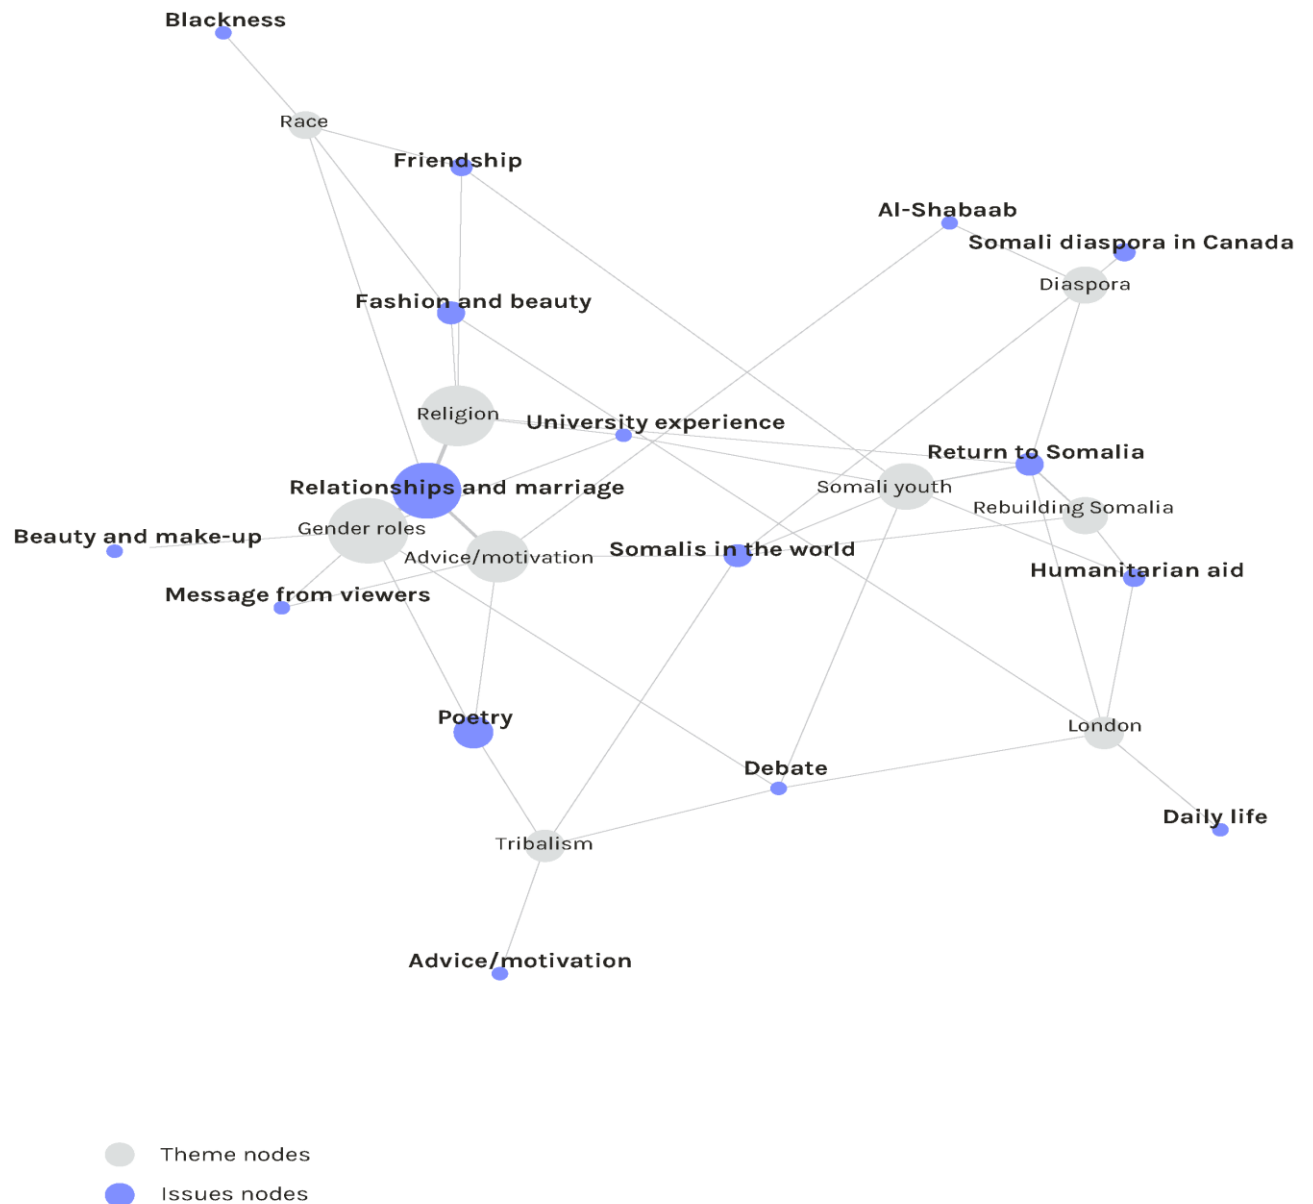 Blackness
Race
Friendship
Al-Shabaab
Somali diaspora in Canada
Diaspora
Fashion and beauty
Religion
University experience
Return to Somalia
Relationships and marriage
Somali youth
Rebuilding Somalia
Gender roles
Beauty and make-up
Advice/motivation
Somalis in the world
Humanitarian aid
Message from viewers
Poetry
London
Debate
Daily life
Tribalism
Advice/motivation
Theme nodes
Issues nodes